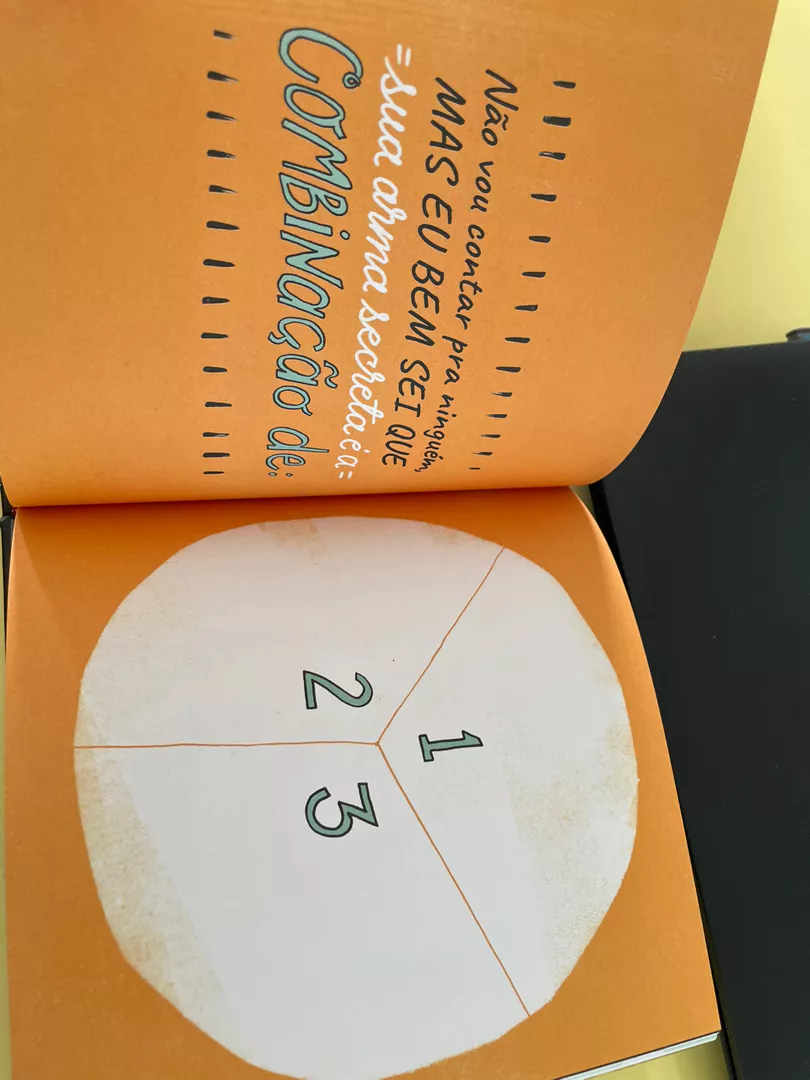 Não vou contar pra ninguém,
MAS EU BEM SEI QUE
=sua arma secreta é a=
COMBiNaÇão de:
1
2
3